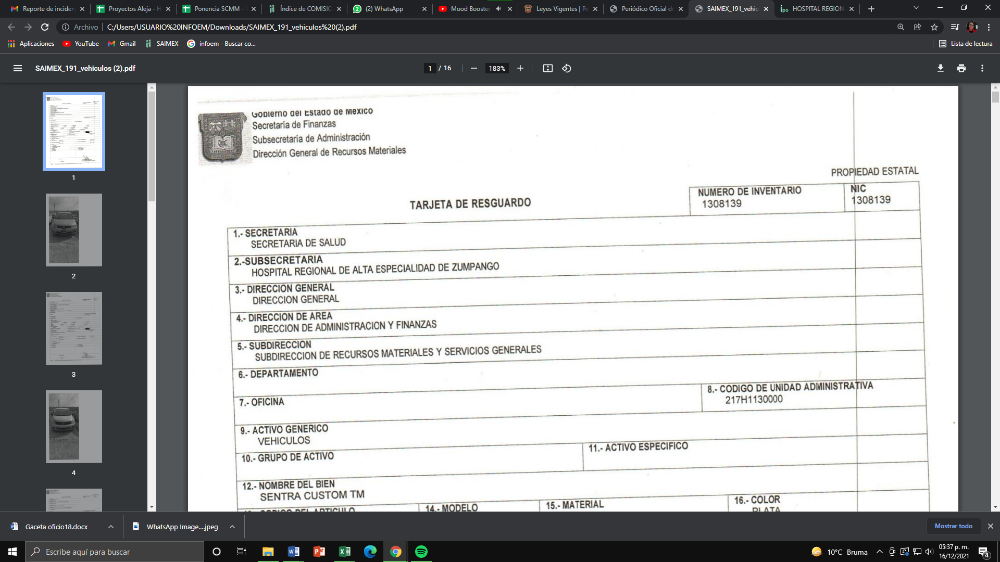 Reporte de inciden
Proyectos Aleja - H
Ponencia SCMM -
Índice de COMISIO
(2) WhatsApp
Mood Booster
Leyes Vigentes | Pe
Periódico Oficial de
SAIMEX_191_vehic
HOSPITAL REGION
Archivo
C:/Users/USUARIO%20INFOEM/Downloads/SAIMEX_191_vehiculos%20(2).pdf
Aplicaciones
YouTube
Gmail
SAIMEX
infoem - Buscar co...
Lista de lectura
SAIMEX_191_vehiculos (2).pdf
1 / 16
183%
1
2
3
4
Gobierno del Estado de México
Secretaría de Finanzas
Subsecretaría de Administración
Dirección General de Recursos Materiales
PROPIEDAD ESTATAL
TARJETA DE RESGUARDO
NUMERO DE INVENTARIO
1308139
NIC
1308139
1.- SECRETARIA
SECRETARIA DE SALUD
2.-SUBSECRETARIA
HOSPITAL REGIONAL DE ALTA ESPECIALIDAD DE ZUMPANGO
3.- DIRECCION GENERAL
DIRECCION GENERAL
4.- DIRECCION DE AREA
DIRECCION DE ADMINISTRACION Y FINANZAS
5.- SUBDIRECCION
SUBDIRECCION DE RECURSOS MATERIALES Y SERVICIOS GENERALES
6.- DEPARTAMENTO
7.- OFICINA
8.- CODIGO DE UNIDAD ADMINISTRATIVA
217H1130000
9.- ACTIVO GENERICO
VEHICULOS
10.- GRUPO DE ACTIVO
11.- ACTIVO ESPECIFICO
12.- NOMBRE DEL BIEN
SENTRA CUSTOM TM
13.- CODIGO DEL ARTICULO
14.- MODELO
15.- MATERIAL
16.- COLOR
PLATA
Gaceta oficio18.docx
WhatsApp Image....jpeg
Mostrar todo
Escribe aquí para buscar
10°C Bruma
05:37 p. m.
16/12/2021
4